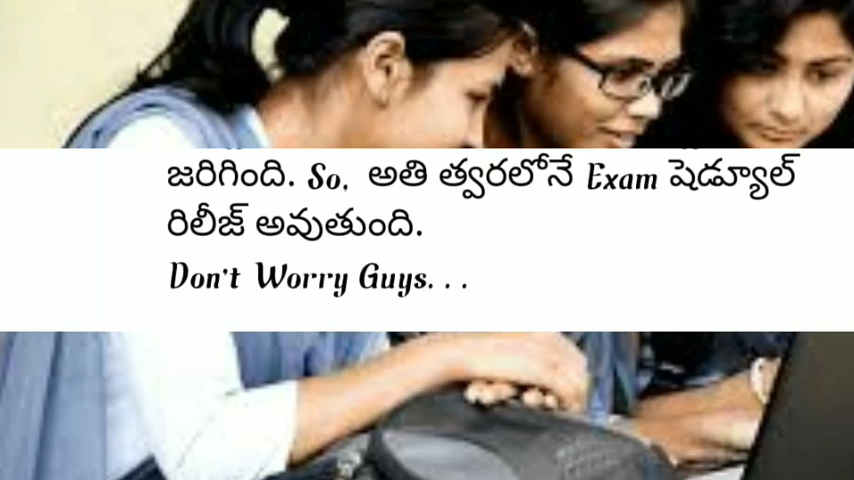 జరిగింది. So, అతి త్వరలోనే Exam షెడ్యూల్
రిలీజ్ అవుతుంది.
Don't Worry Guys...